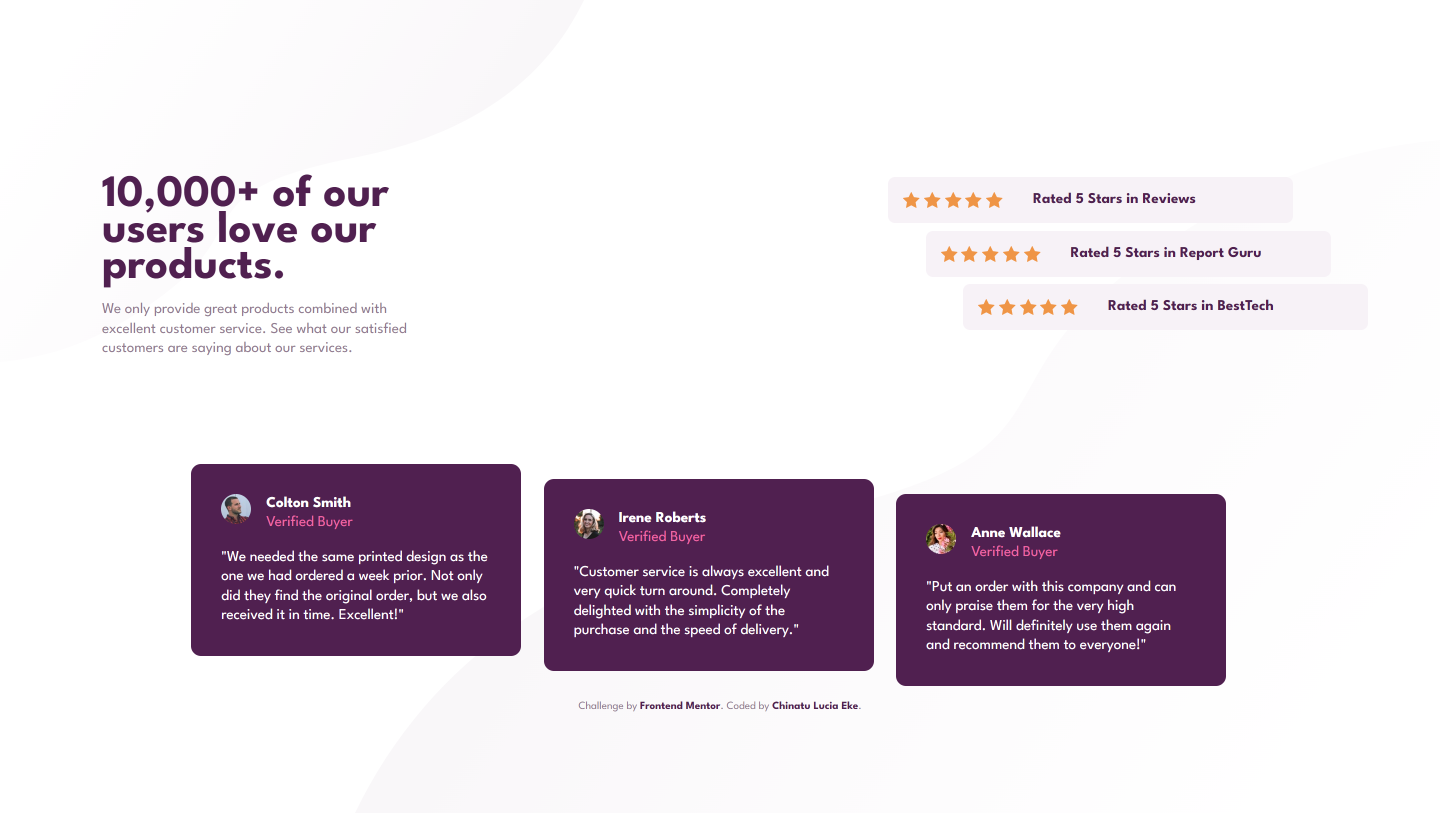 10,000+ of our
users love our
products.
We only provide great products combined with
excellent customer service. See what our satisfied
customers are saying about our services.
Rated 5 Stars in Reviews
Rated 5 Stars in Report Guru
Rated 5 Stars in BestTech
Colton Smith
Verified Buyer
"We needed the same printed design as the
one we had ordered a week prior. Not only
did they find the original order, but we also
received it in time. Excellent!"
Irene Roberts
Verified Buyer
"Customer service is always excellent and
very quick turn around. Completely
delighted with the simplicity of the
purchase and the speed of delivery."
Anne Wallace
Verified Buyer
"Put an order with this company and can
only praise them for the very high
standard. Will definitely use them again
and recommend them to everyone!"
Challenge by Frontend Mentor. Coded by Chinatu Lucia Eke.